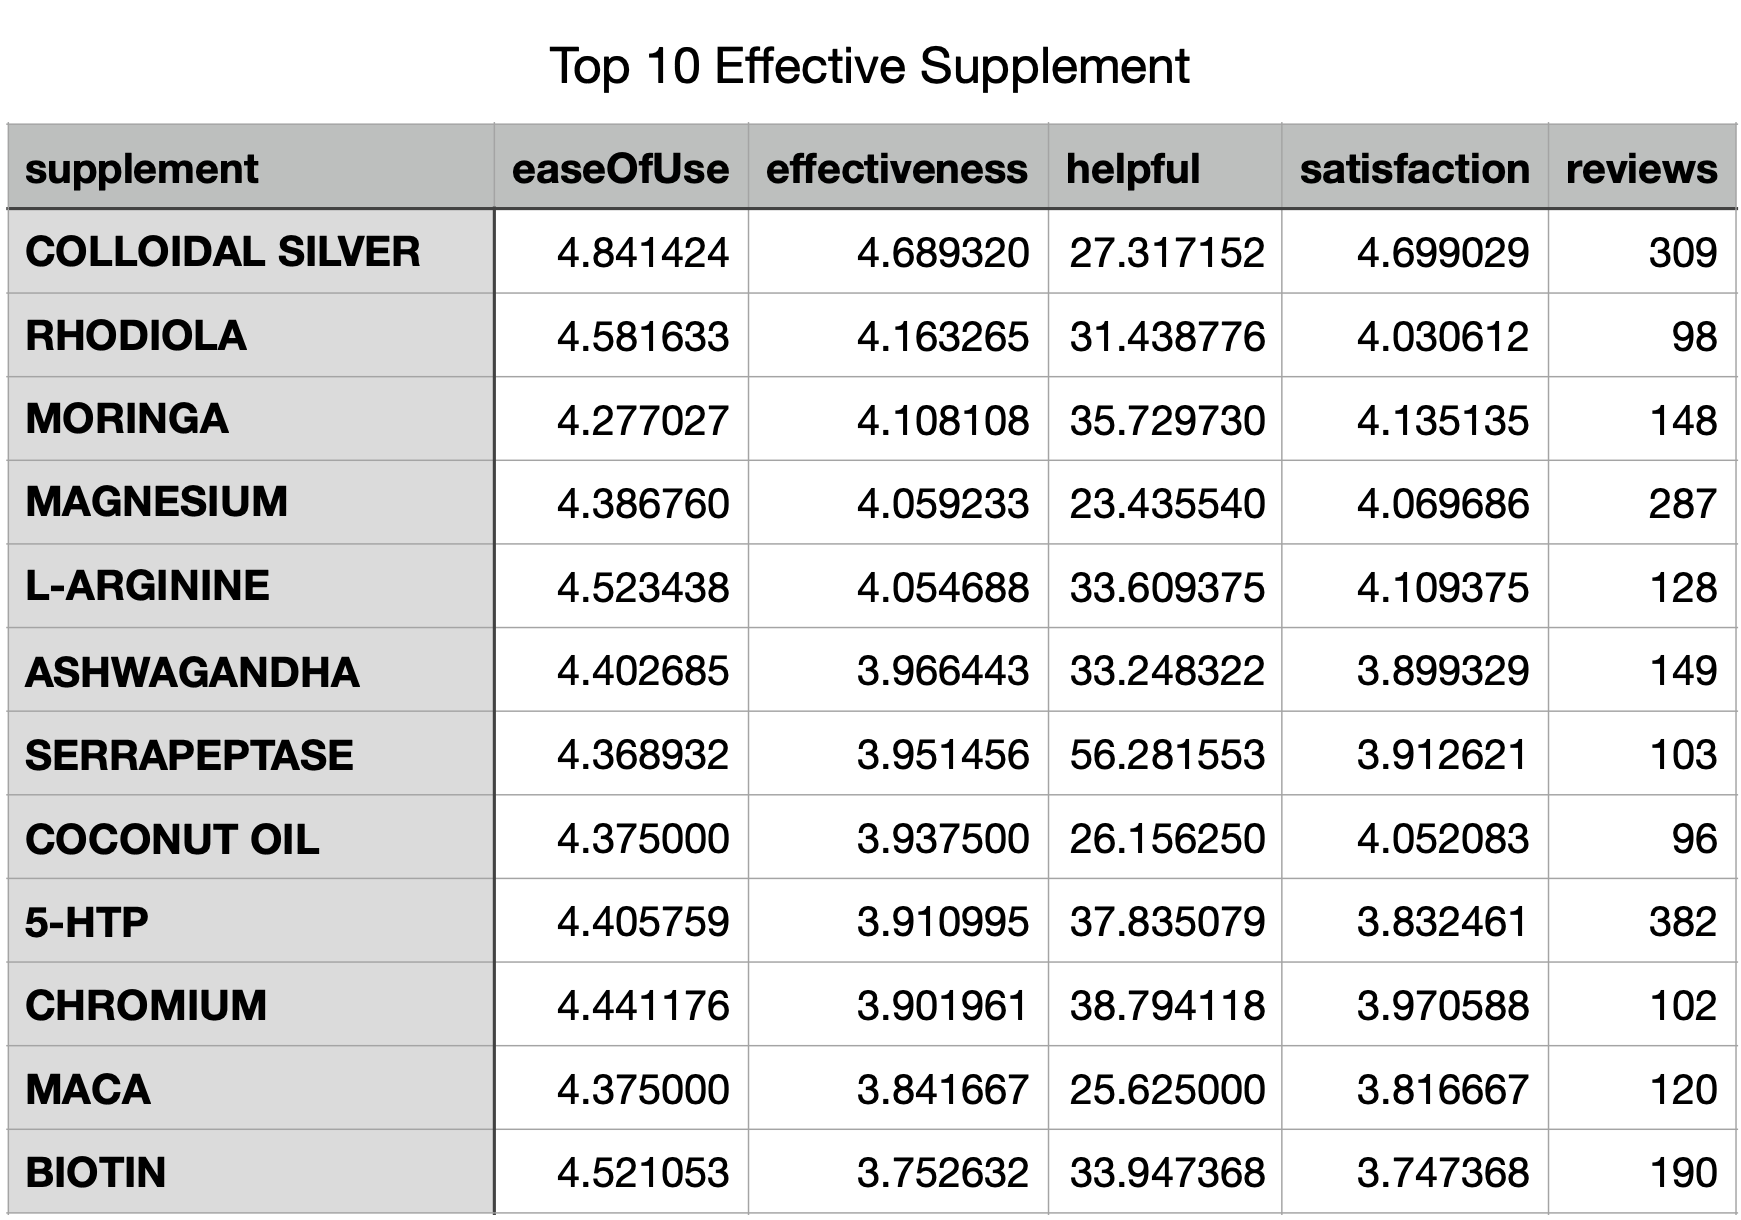 Top 10 Effective Supplement
supplement easeOfUse effectiveness helpful satisfaction reviews
COLLOIDAL SILVER 4.841424 4.689320 27.317152 4.699029 309
RHODIOLA 4.581633 4.163265 31.438776 4.030612 98
MORINGA 4.277027 4.108108 35.729730 4.135135 148
MAGNESIUM 4.386760 4.059233 23.435540 4.069686 287
L-ARGININE 4.523438 4.054688 33.609375 4.109375 128
ASHWAGANDHA 4.402685 3.966443 33.248322 3.899329 149
SERRAPEPTASE 4.368932 3.951456 56.281553 3.912621 103
COCONUT OIL 4.375000 3.937500 26.156250 4.052083 96
5-HTP 4.405759 3.910995 37.835079 3.832461 382
CHROMIUM 4.441176 3.901961 38.794118 3.970588 102
MACA 4.375000 3.841667 25.625000 3.816667 120
BIOTIN 4.521053 3.752632 33.947368 3.747368 190